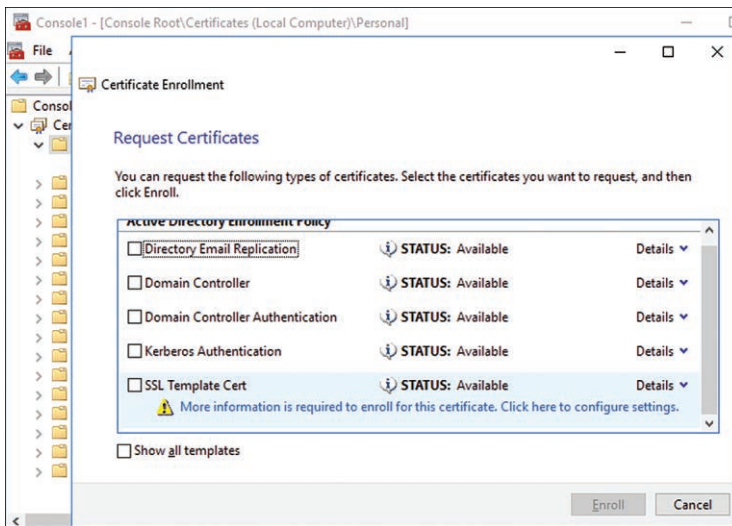 Console1 - [Console Root\Certificates (Local Computer)\Personal]
File
Certificate Enrollment
Request Certificates
You can request the following types of certificates. Select the certificates you want to request, and then
click Enroll.
Active Directory Enrollment Policy
Directory Email Replication STATUS: Available Details
Domain Controller STATUS: Available Details
Domain Controller Authentication STATUS: Available Details
Kerberos Authentication STATUS: Available Details
SSL Template Cert STATUS: Available Details
More information is required to enroll for this certificate. Click here to configure settings.
Show all templates
Enroll Cancel